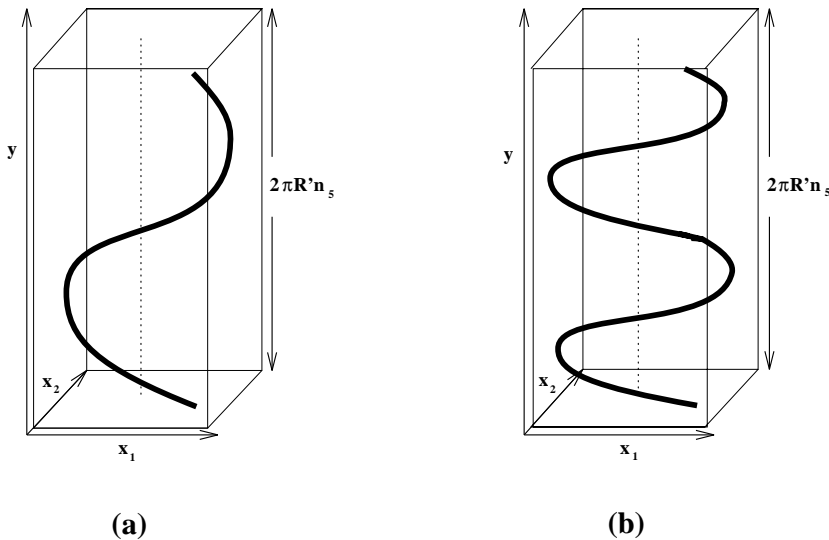 y
2πR'n₅
x₂
x₁
(a)
y
2πR'n₅
x₂
x₁
(b)